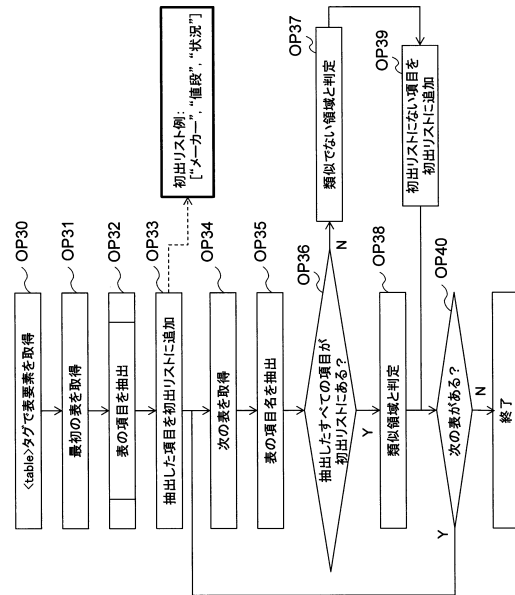 OP30
<table>タグで表要素を取得
OP31
最初の表を取得
OP32
表の項目を抽出
OP33
抽出した項目を初出リストに追加
初出リスト例：
["メーカー", "値段", "状況"]
OP34
次の表を取得
OP35
表の項目名を抽出
OP36
抽出したすべての項目が
初出リストにある？
N
OP37
類似でない領域と判定
Y
OP38
類似領域と判定
OP39
初出リストにない項目を
初出リストに追加
OP40
次の表がある？
Y
N
終了